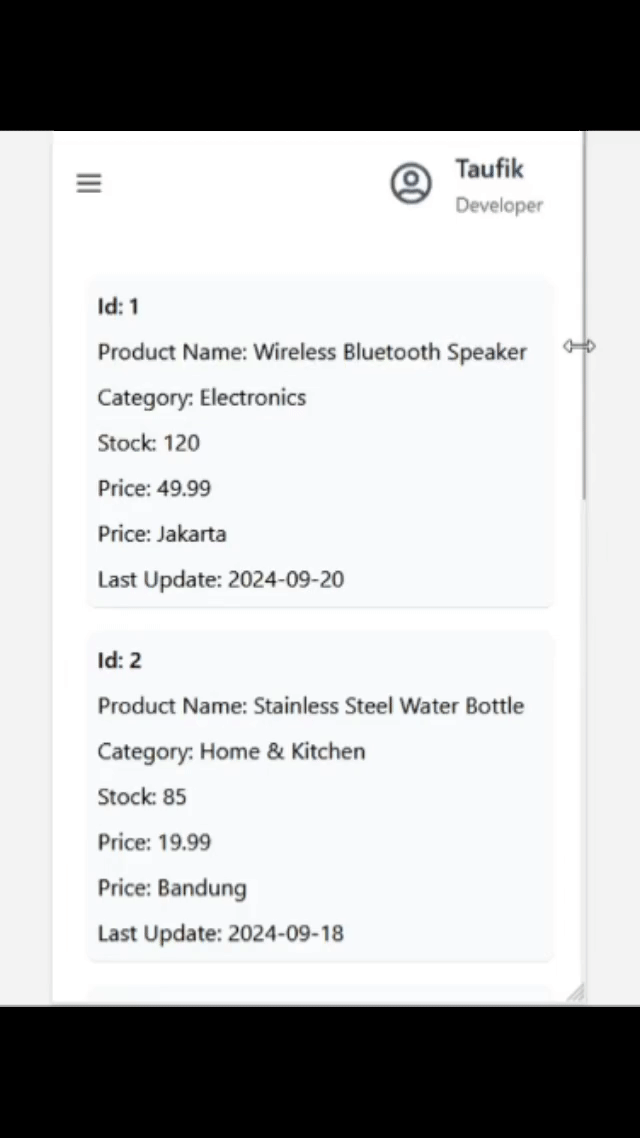 Taufik
Developer
Id: 1
Product Name: Wireless Bluetooth Speaker
Category: Electronics
Stock: 120
Price: 49.99
Price: Jakarta
Last Update: 2024-09-20
Id: 2
Product Name: Stainless Steel Water Bottle
Category: Home & Kitchen
Stock: 85
Price: 19.99
Price: Bandung
Last Update: 2024-09-18